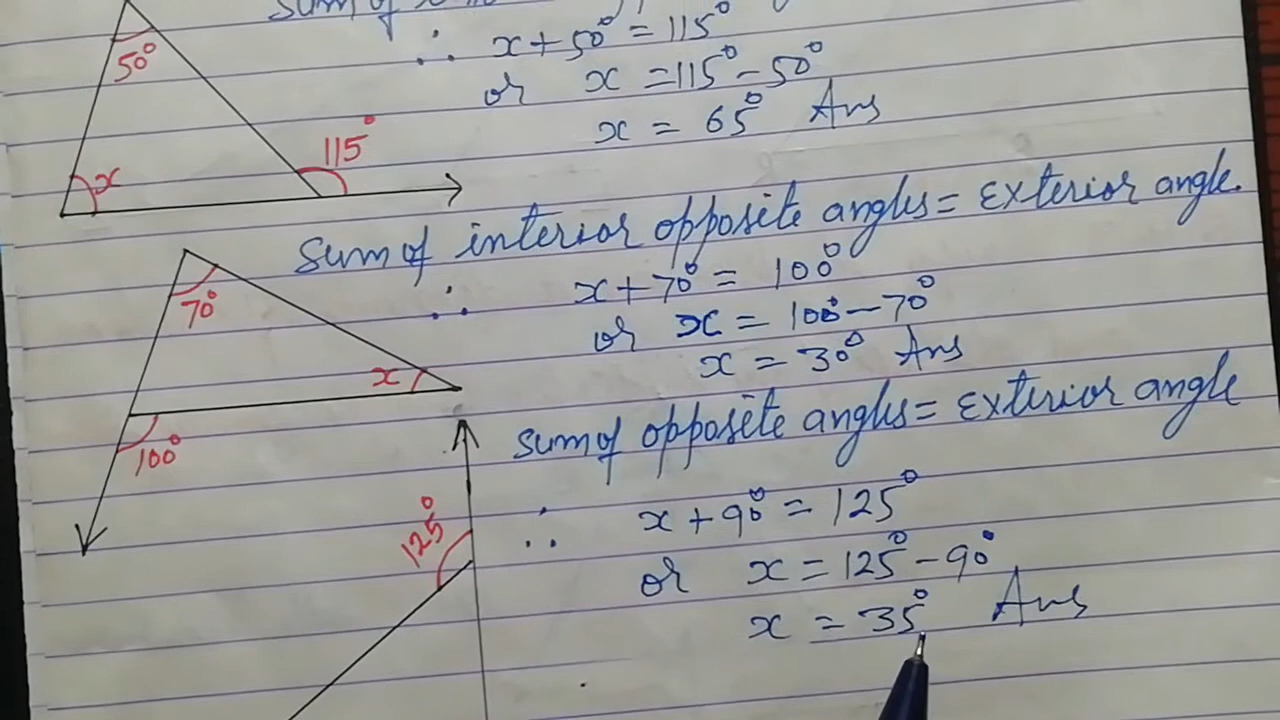 Sum of
∴ x + 50° = 115°
or x = 115° - 50°
x = 65° Ans
50°
x
115°
Sum of interior opposite angles = Exterior angle.
∴ x + 70° = 100°
or x = 100° - 70°
x = 30° Ans
70°
x
100°
Sum of opposite angles = Exterior angle
∴ x + 90° = 125°
or x = 125° - 90°
x = 35° Ans
125°